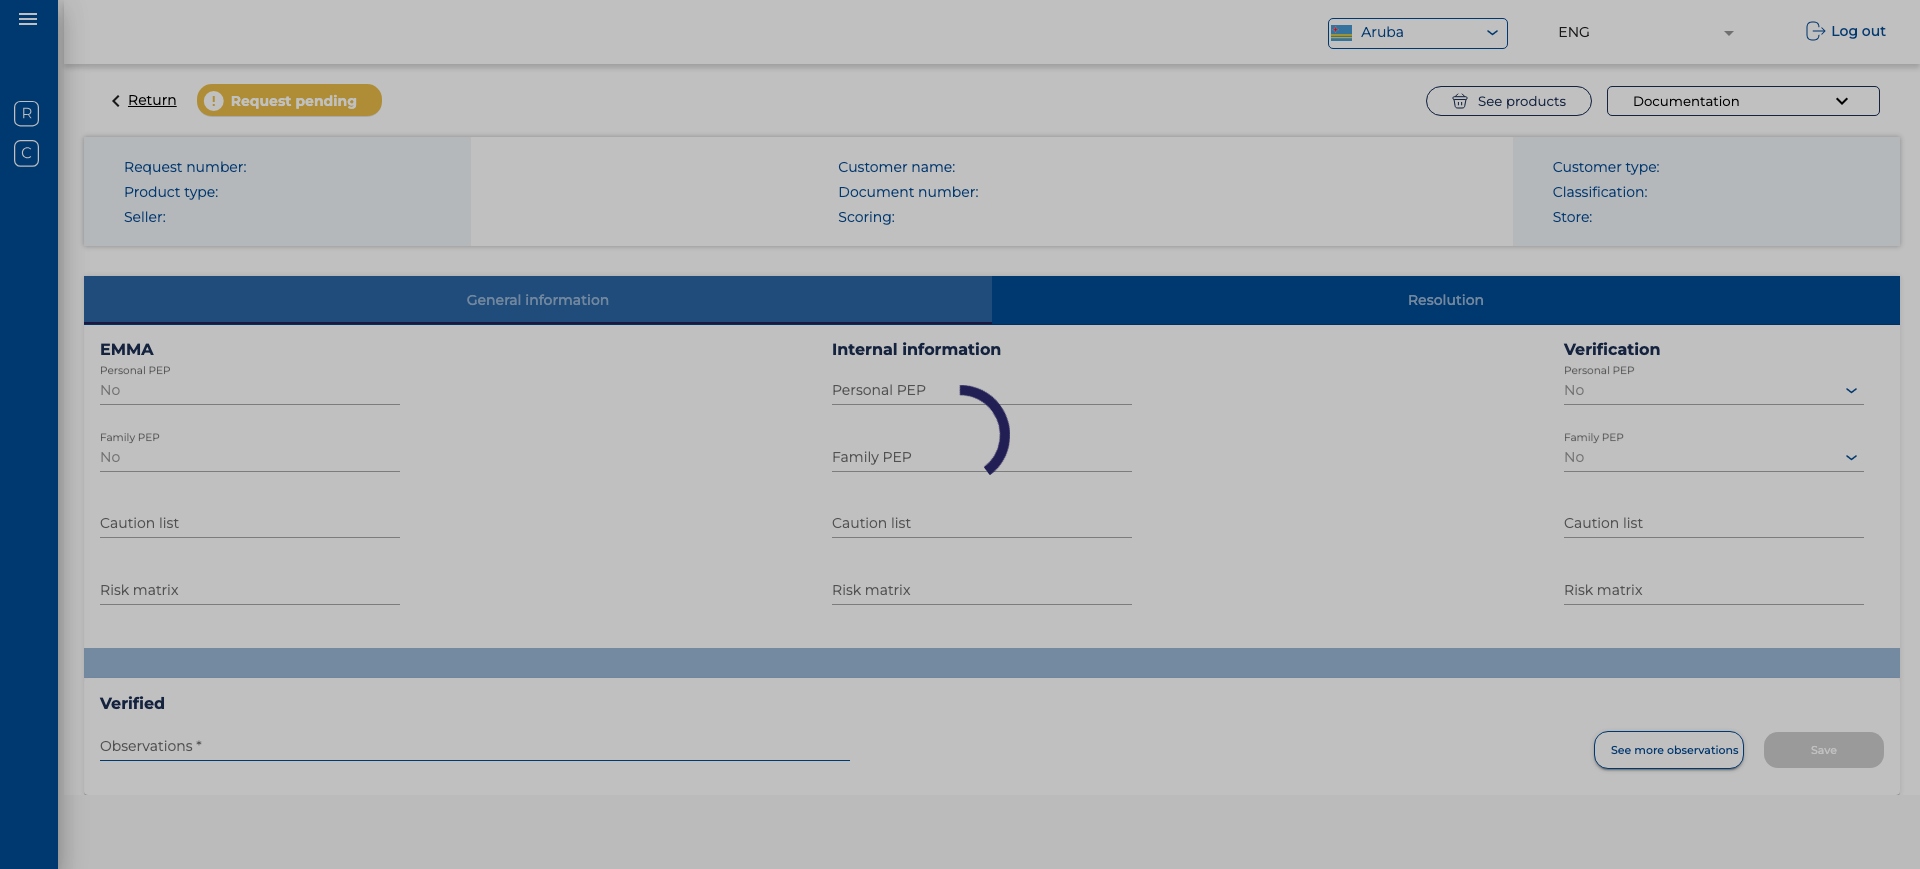 Aruba
ENG
Log out
R
C
Return
Request pending
See products
Documentation
Request number:
Product type:
Seller:
Customer name:
Document number:
Scoring:
Customer type:
Classification:
Store:
General information
Resolution
EMMA
Personal PEP
No
Family PEP
No
Caution list
Risk matrix
Internal information
Personal PEP
Family PEP
Caution list
Risk matrix
Verification
Personal PEP
No
Family PEP
No
Caution list
Risk matrix
Verified
Observations *
See more observations
Save